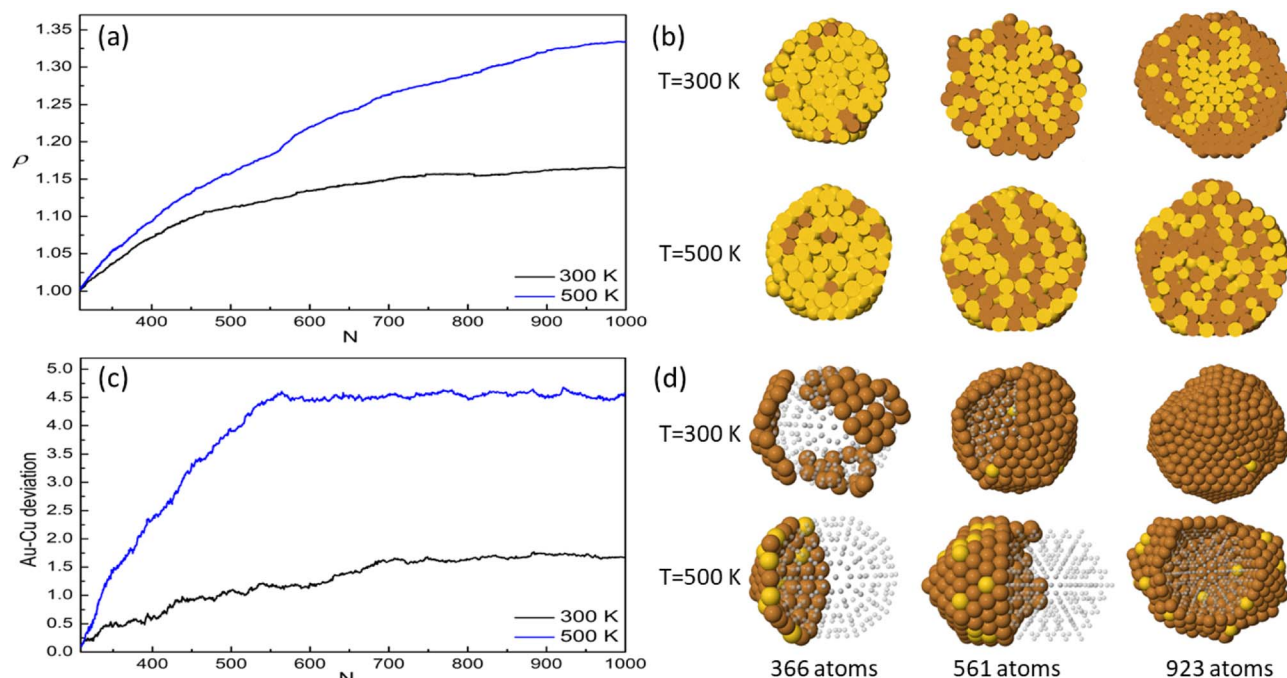 (a)
1.35
1.30
1.25
1.20
1.15
1.10
1.05
1.00
ρ
300 K
500 K
400 500 600 700 800 900 1000
N
(b)
T=300 K
T=500 K
(c)
5.0
4.5
4.0
3.5
3.0
2.5
2.0
1.5
1.0
0.5
0.0
Au-Cu deviation
300 K
500 K
400 500 600 700 800 900 1000
N
(d)
T=300 K
T=500 K
366 atoms 561 atoms 923 atoms